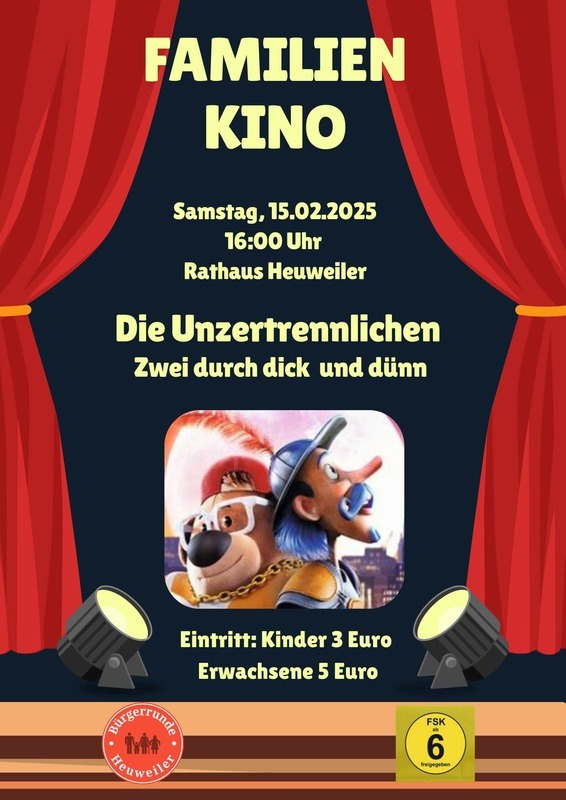 FAMILIEN
KINO
Samstag, 15.02.2025
16:00 Uhr
Rathaus Heuweiler
Die Unzertrennlichen
Zwei durch dick und dünn
Eintritt: Kinder 3 Euro
Erwachsene 5 Euro
Bürgerrunde
Heuweiler
FSK
ab
6
freigegeben